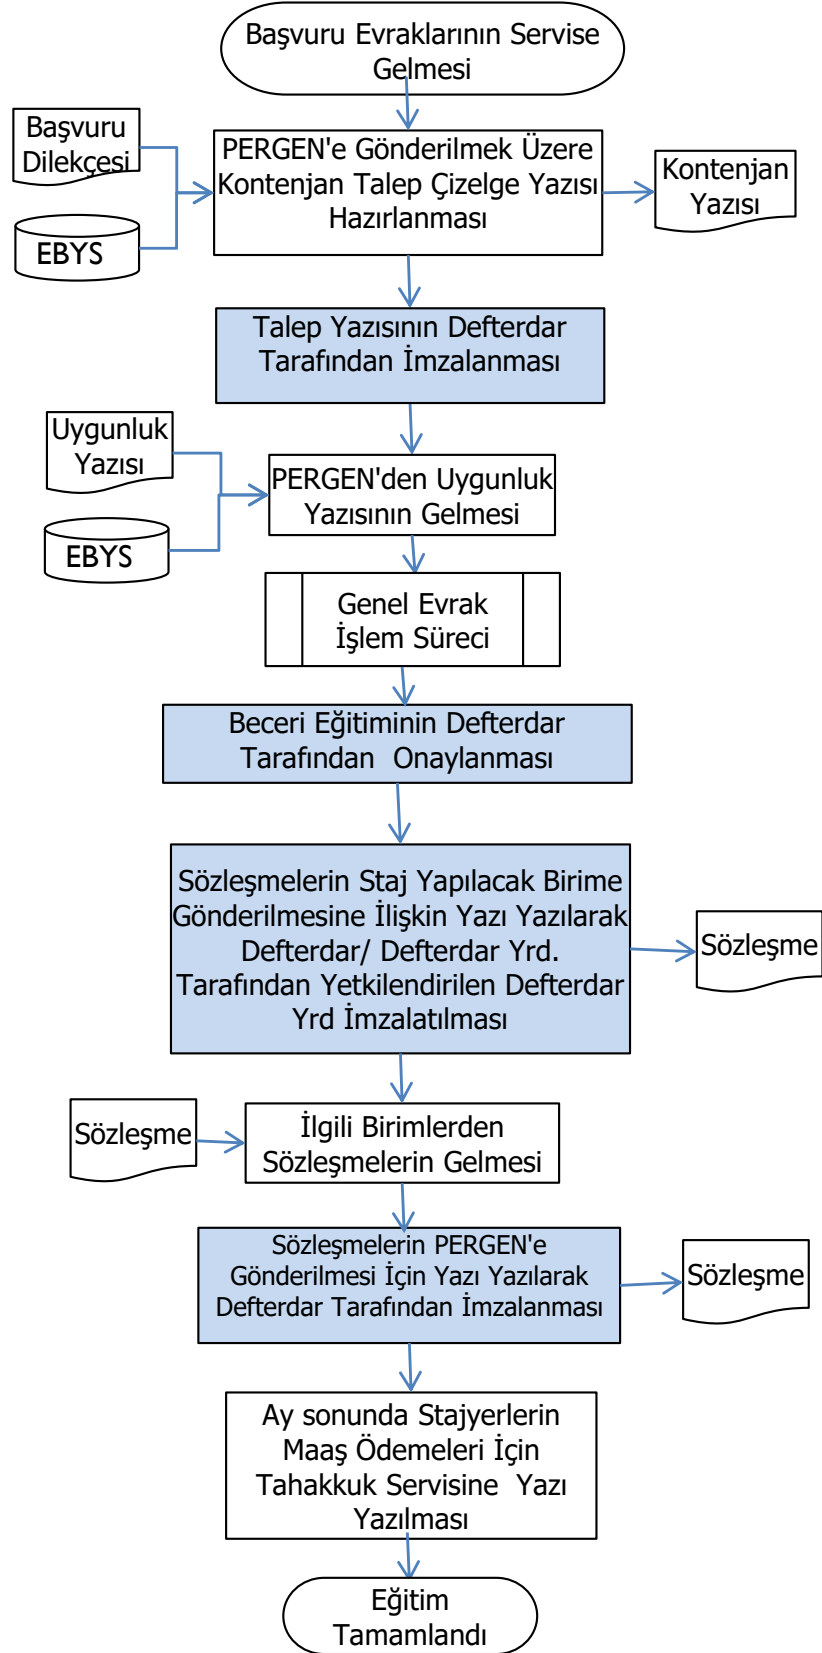 Başvuru Evraklarının Servise
Gelmesi
Başvuru
Dilekçesi
EBYS
PERGEN'e Gönderilmek Üzere
Kontenjan Talep Çizelge Yazısı
Hazırlanması
Kontenjan
Yazısı
Talep Yazısının Defterdar
Tarafından İmzalanması
Uygunluk
Yazısı
EBYS
PERGEN'den Uygunluk
Yazısının Gelmesi
Genel Evrak
İşlem Süreci
Beceri Eğitiminin Defterdar
Tarafından  Onaylanması
Sözleşmelerin Staj Yapılacak Birime
Gönderilmesine İlişkin Yazı Yazılarak
Defterdar/ Defterdar Yrd.
Tarafından Yetkilendirilen Defterdar
Yrd İmzalatılması
Sözleşme
Sözleşme
İlgili Birimlerden
Sözleşmelerin Gelmesi
Sözleşmelerin PERGEN'e
Gönderilmesi İçin Yazı Yazılarak
Defterdar Tarafından İmzalanması
Sözleşme
Ay sonunda Stajyerlerin
Maaş Ödemeleri İçin
Tahakkuk Servisine  Yazı
Yazılması
Eğitim
Tamamlandı